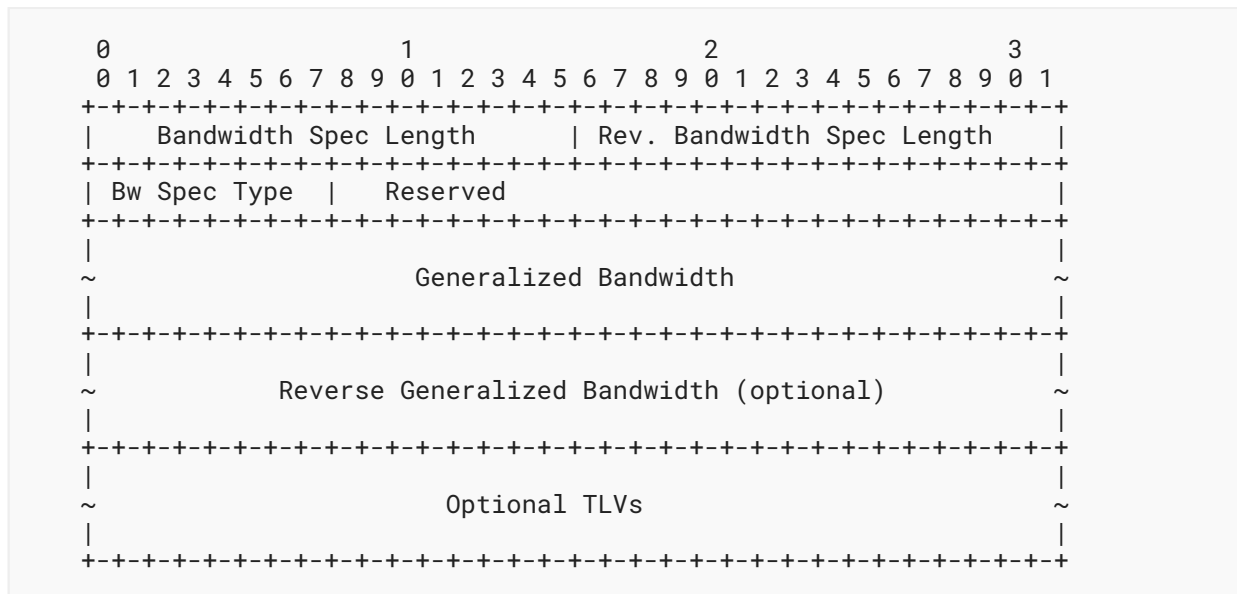 0                   1                   2                   3
 0 1 2 3 4 5 6 7 8 9 0 1 2 3 4 5 6 7 8 9 0 1 2 3 4 5 6 7 8 9 0 1
+-+-+-+-+-+-+-+-+-+-+-+-+-+-+-+-+-+-+-+-+-+-+-+-+-+-+-+-+-+-+-+-+
|    Bandwidth Spec Length      | Rev. Bandwidth Spec Length    |
+-+-+-+-+-+-+-+-+-+-+-+-+-+-+-+-+-+-+-+-+-+-+-+-+-+-+-+-+-+-+-+-+
| Bw Spec Type  |   Reserved                                    |
+-+-+-+-+-+-+-+-+-+-+-+-+-+-+-+-+-+-+-+-+-+-+-+-+-+-+-+-+-+-+-+-+
|                                                               |
~                     Generalized Bandwidth                     ~
|                                                               |
+-+-+-+-+-+-+-+-+-+-+-+-+-+-+-+-+-+-+-+-+-+-+-+-+-+-+-+-+-+-+-+-+
|                                                               |
~            Reverse Generalized Bandwidth (optional)           ~
|                                                               |
+-+-+-+-+-+-+-+-+-+-+-+-+-+-+-+-+-+-+-+-+-+-+-+-+-+-+-+-+-+-+-+-+
|                                                               |
~                       Optional TLVs                           ~
|                                                               |
+-+-+-+-+-+-+-+-+-+-+-+-+-+-+-+-+-+-+-+-+-+-+-+-+-+-+-+-+-+-+-+-+